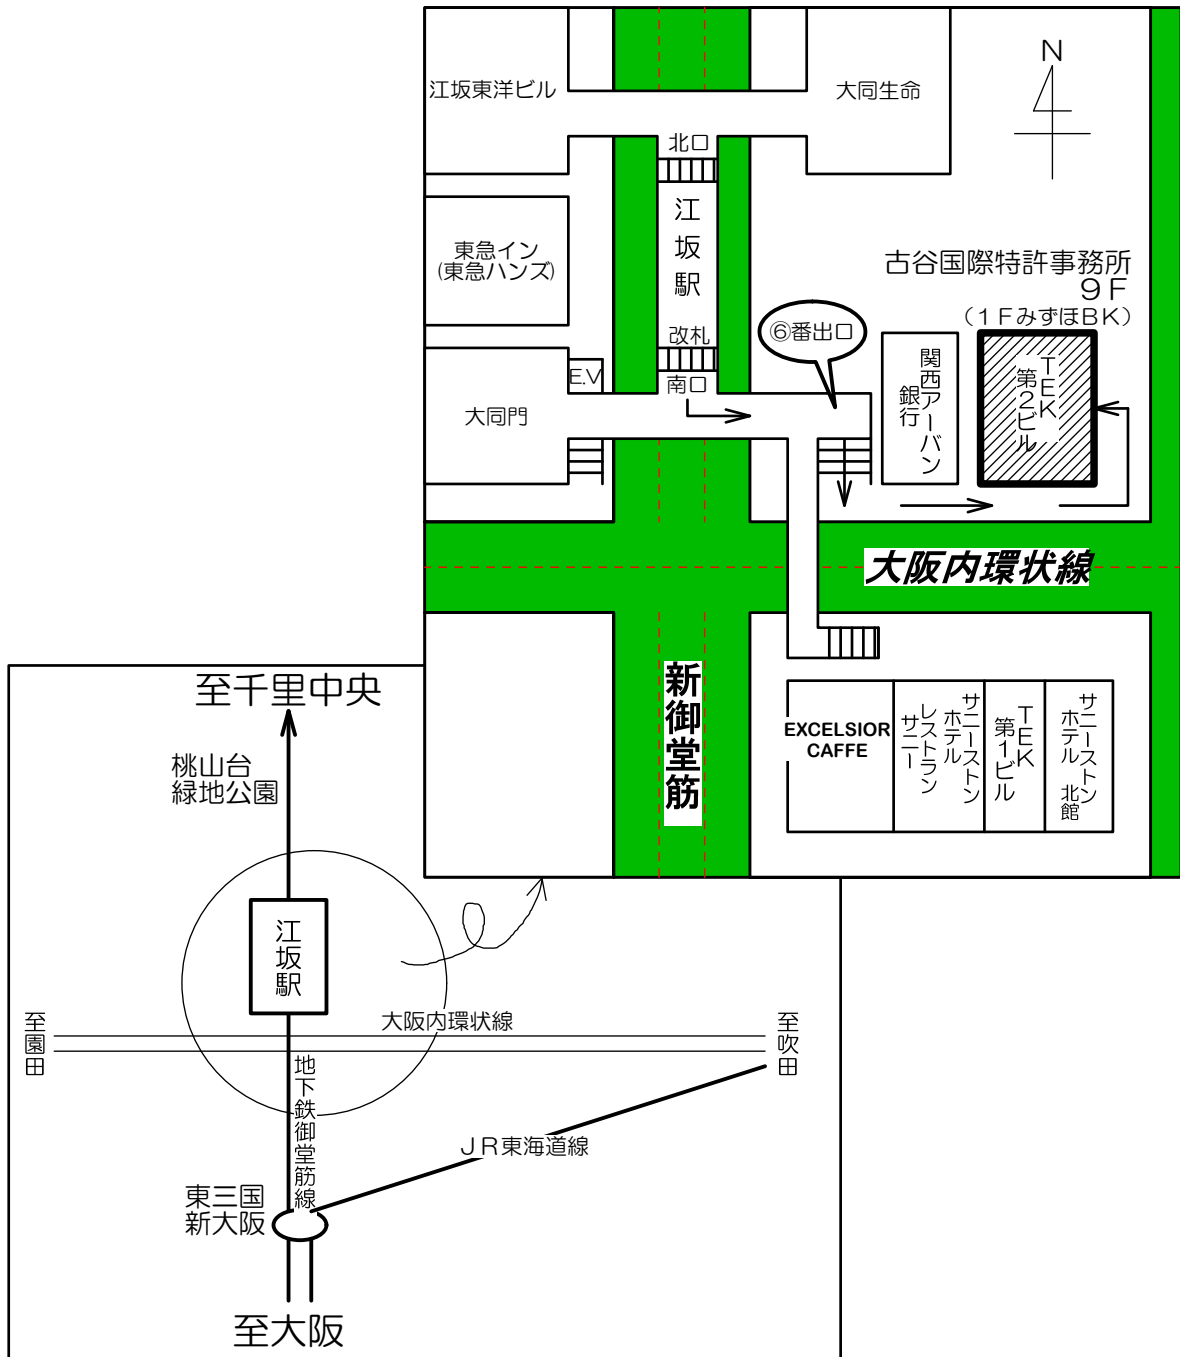 江坂東洋ビル
大同生命
N
北口
江坂駅
東急イン
(東急ハンズ)
古谷国際特許事務所
９Ｆ
（１ＦみずほＢＫ）
⑥番出口
改札
南口
E.V
大同門
関西アーバン
銀行
TEK
第２ビル
大阪内環状線
新御堂筋
EXCELSIOR
CAFFE
サニーストン
ホテル
レストラン
サニー
TEK
第１ビル
サニーストン
ホテル 北館
至千里中央
桃山台
緑地公園
江坂駅
大阪内環状線
至園田
至吹田
地下鉄御堂筋線
ＪＲ東海道線
東三国
新大阪
至大阪